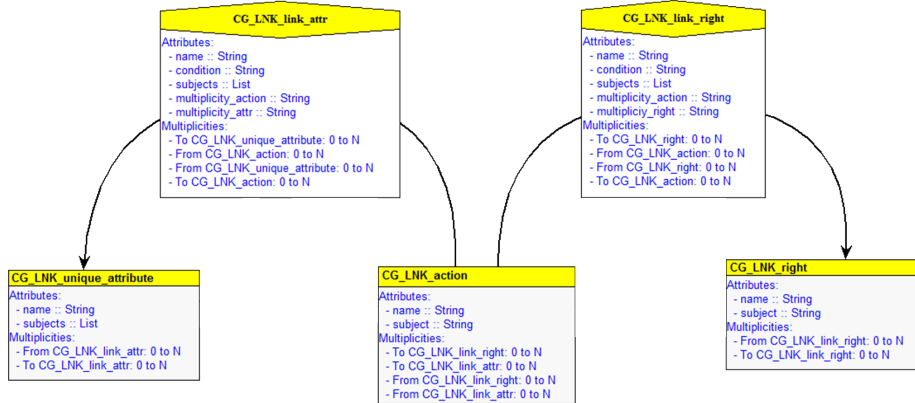 CG_LNK_link_attr
Attributes:
- name :: String
- condition :: String
- subjects :: List
- multiplicity_action :: String
- multiplicity_attr :: String
Multiplicities:
- To CG_LNK_unique_attribute: 0 to N
- From CG_LNK_action: 0 to N
- From CG_LNK_unique_attribute: 0 to N
- To CG_LNK_action: 0 to N
CG_LNK_link_right
Attributes:
- name :: String
- condition :: String
- subjects :: List
- multiplicity_action :: String
- multipliciy_right :: String
Multiplicities:
- To CG_LNK_right: 0 to N
- From CG_LNK_action: 0 to N
- From CG_LNK_right: 0 to N
- To CG_LNK_action: 0 to N
CG_LNK_unique_attribute
Attributes:
- name :: String
- subjects :: List
Multiplicities:
- From CG_LNK_link_attr: 0 to N
- To CG_LNK_link_attr: 0 to N
CG_LNK_action
Attributes:
- name :: String
- subject :: String
Multiplicities:
- To CG_LNK_link_right: 0 to N
- To CG_LNK_link_attr: 0 to N
- From CG_LNK_link_right: 0 to N
- From CG_LNK_link_attr: 0 to N
CG_LNK_right
Attributes:
- name :: String
- subject :: String
Multiplicities:
- From CG_LNK_link_right: 0 to N
- To CG_LNK_link_right: 0 to N